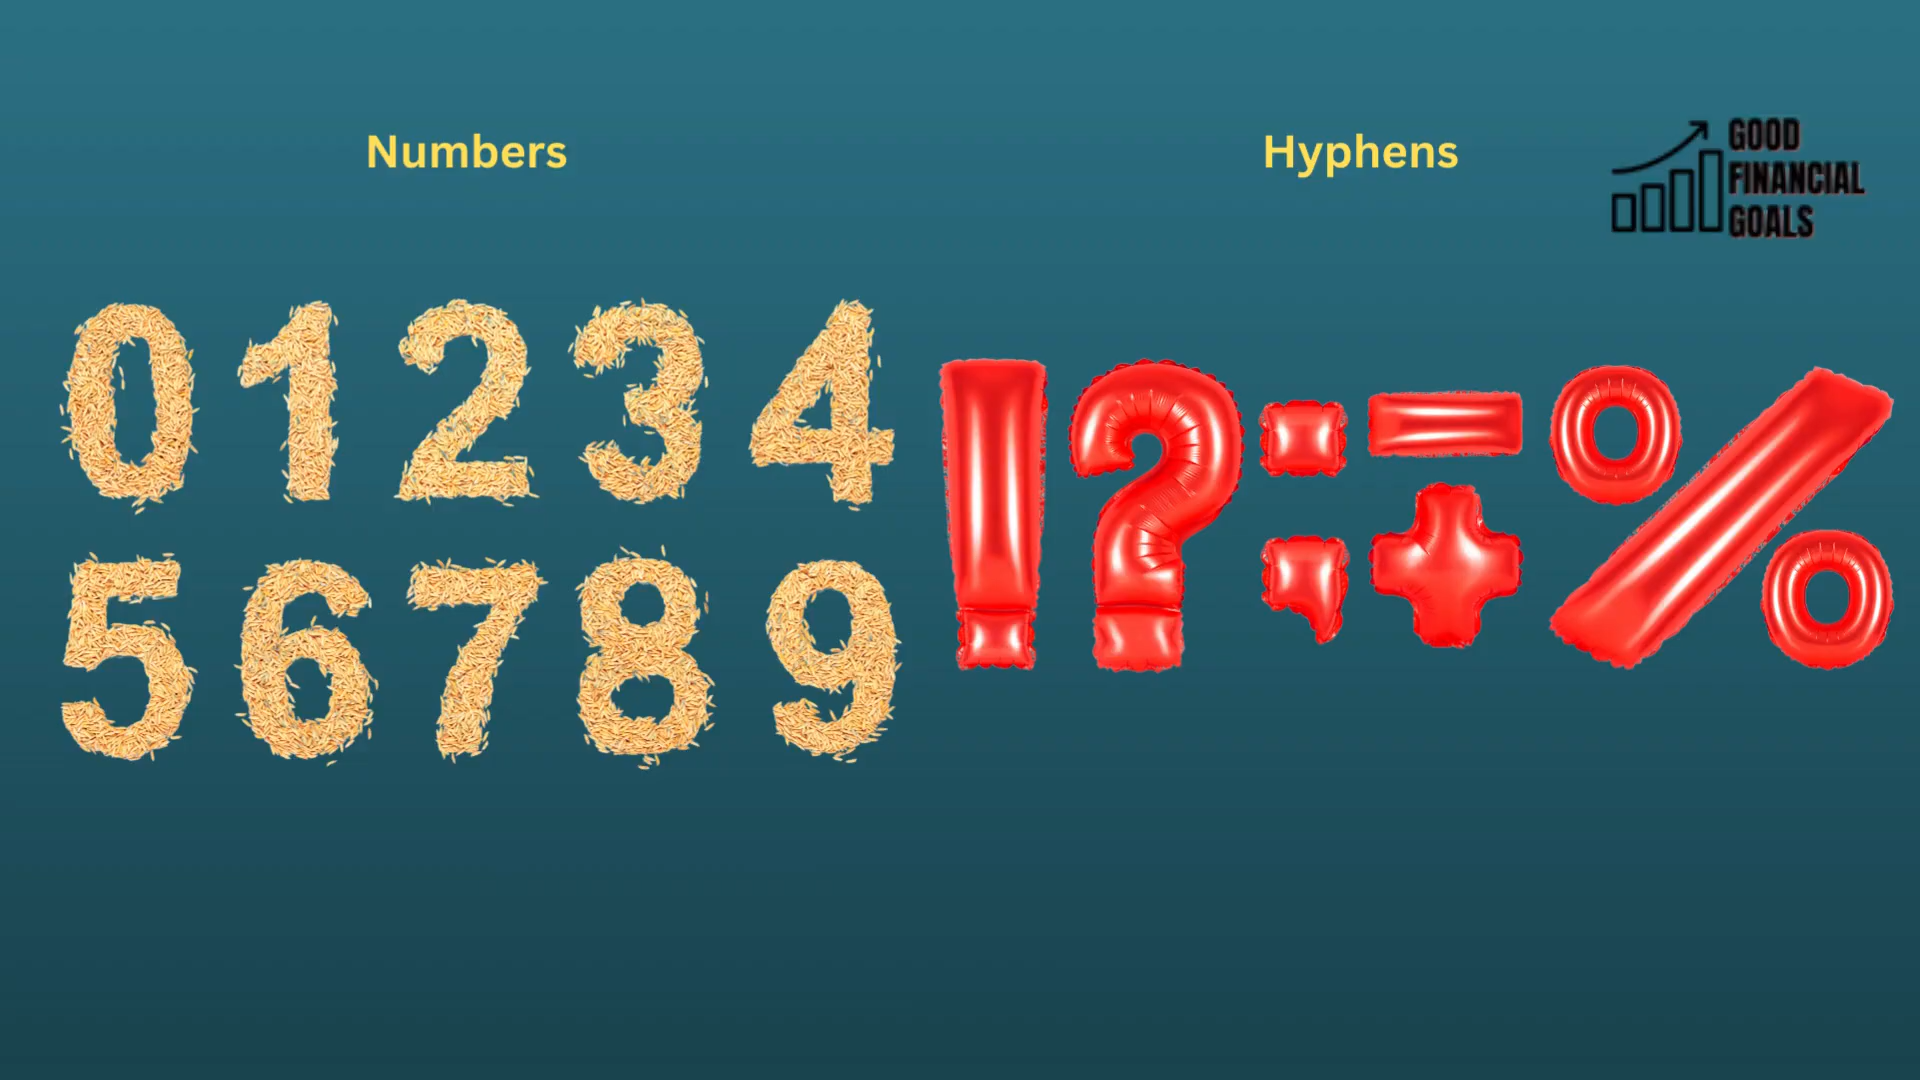 Numbers
Hyphens
GOOD
FINANCIAL
GOALS
0 1 2 3 4
5 6 7 8 9
! ? : - %
; +